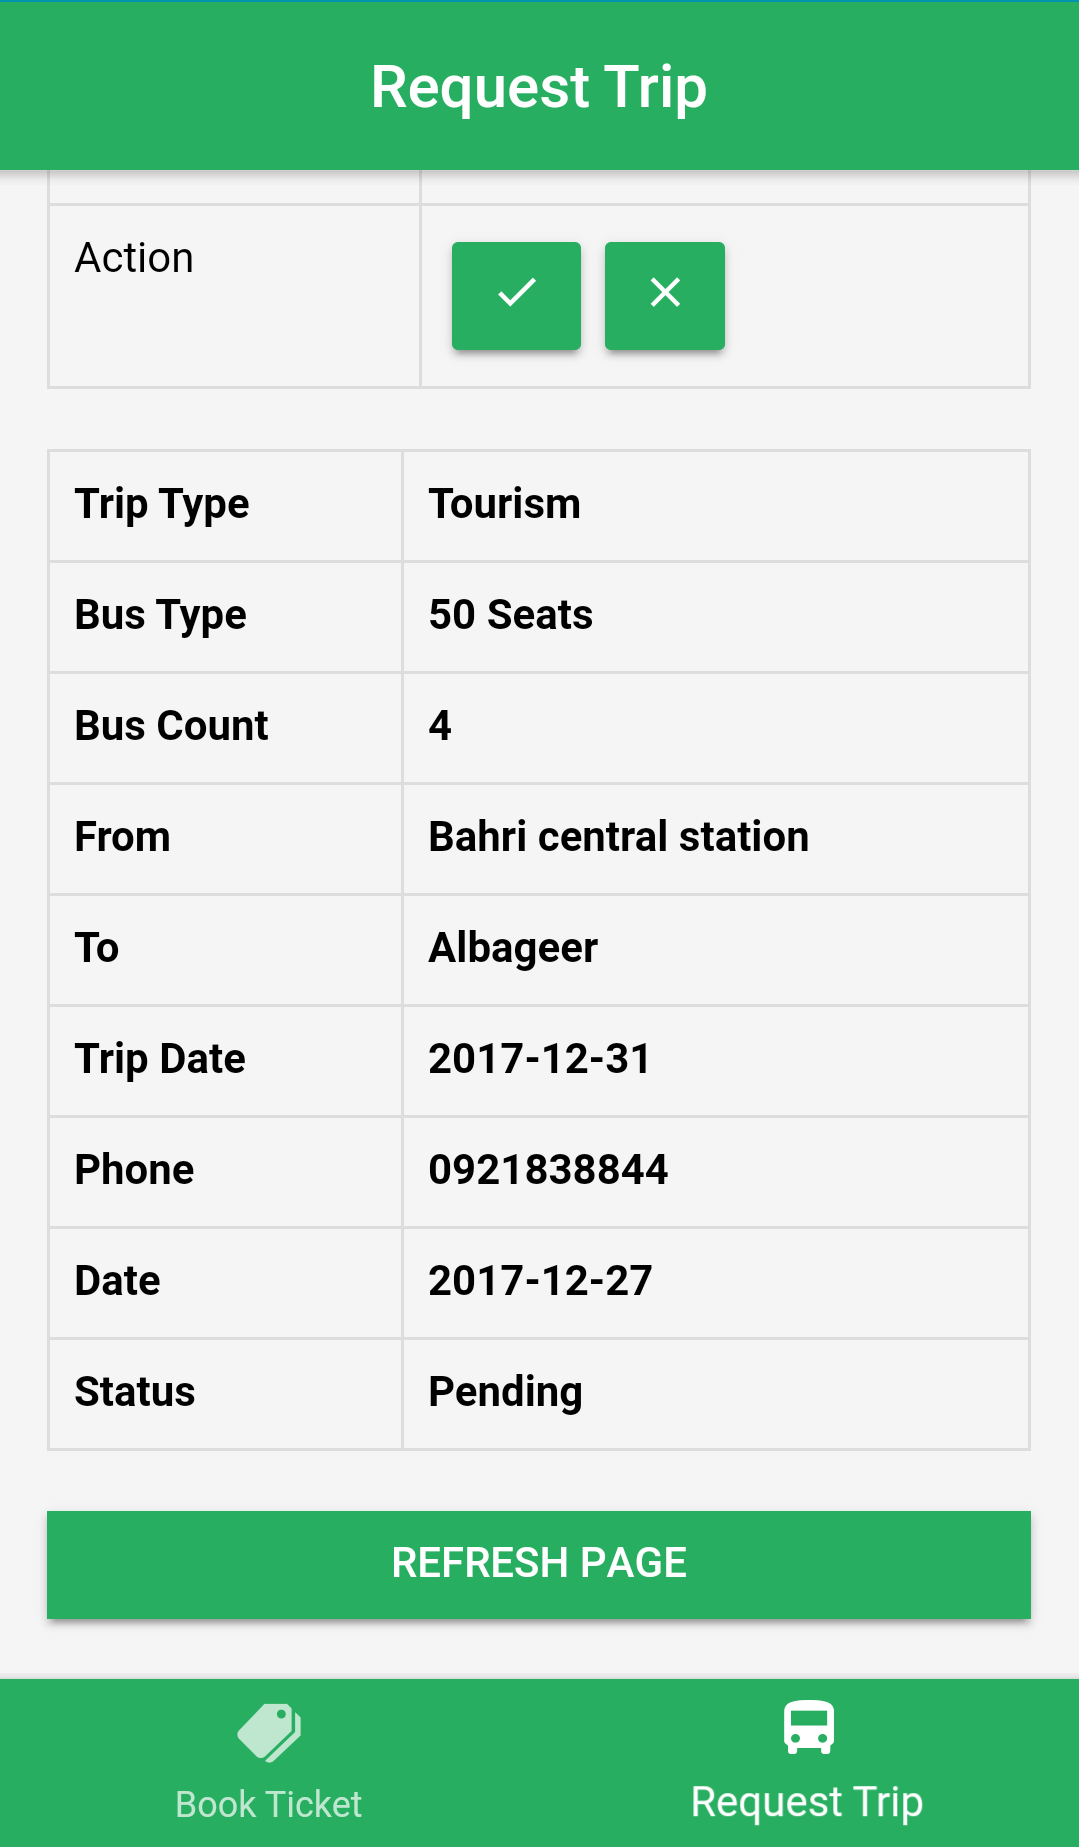 Request Trip
Action
Trip Type Tourism
Bus Type 50 Seats
Bus Count 4
From Bahri central station
To Albageer
Trip Date 2017-12-31
Phone 0921838844
Date 2017-12-27
Status Pending
REFRESH PAGE
Book Ticket Request Trip